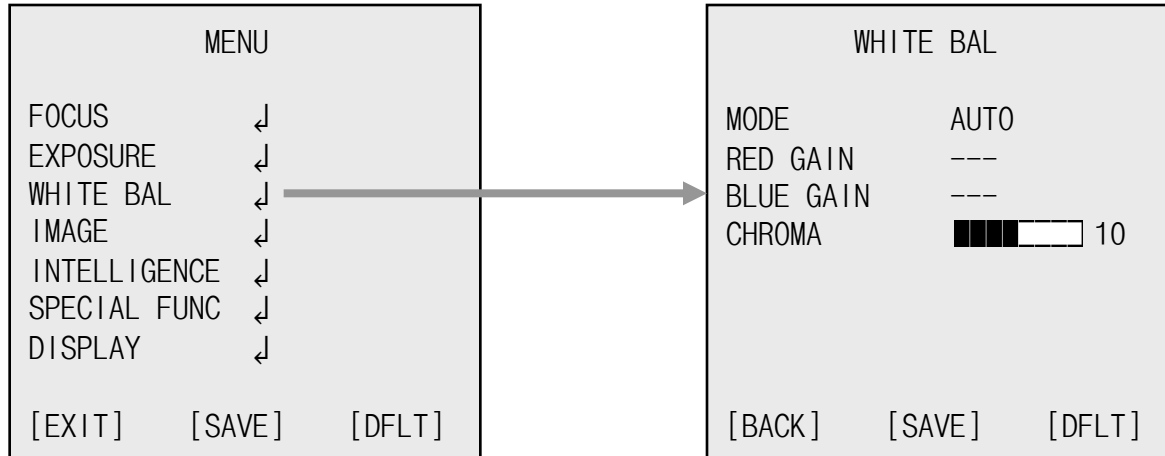 MENU
FOCUS ↲
EXPOSURE ↲
WHITE BAL ↲
IMAGE ↲
INTELLIGENCE ↲
SPECIAL FUNC ↲
DISPLAY ↲
[EXIT] [SAVE] [DFLT]
WHITE BAL
MODE AUTO
RED GAIN ---
BLUE GAIN ---
CHROMA 10
[BACK] [SAVE] [DFLT]